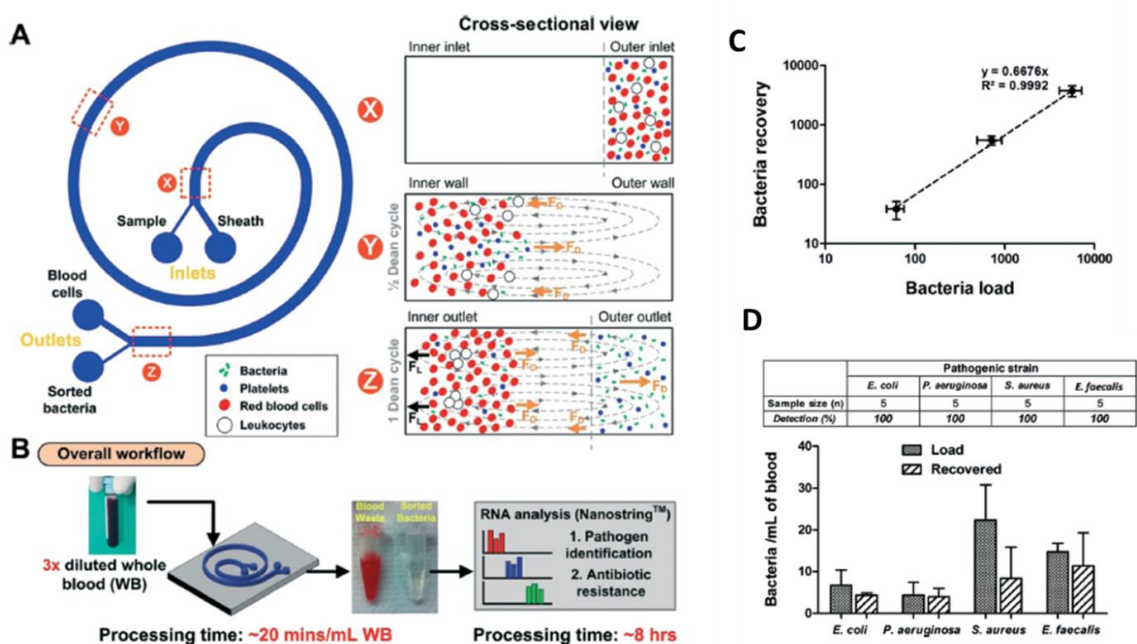 A
Y
X
Sample
Sheath
Inlets
Blood
cells
Outlets
Z
Sorted
bacteria
Bacteria
Platelets
Red blood cells
Leukocytes
Cross-sectional view
Inner inlet Outer inlet
X
Inner wall Outer wall
Y
½ Dean cycle
FD
FD
FD
Inner outlet Outer outlet
Z
1 Dean cycle
FL FD FD
FD
FL FD FD
FD
B
Overall workflow
3x diluted whole
blood (WB)
Blood
Waste
Sorted
Bacteria
RNA analysis (Nanostring™)
1. Pathogen
identification
2. Antibiotic
resistance
Processing time: ~20 mins/mL WB
Processing time: ~8 hrs
C
Bacteria recovery
10000
1000
100
10
y = 0.6676x
R² = 0.9992
10 100 1000 10000
Bacteria load
D
Pathogenic strain
E. coli P. aeruginosa S. aureus E. faecalis
Sample size (n) 5 5 5 5
Detection (%) 100 100 100 100
Bacteria /mL of blood
40
30
20
10
0
Load
Recovered
E. coli P. aeruginosa S. aureus E. faecalis